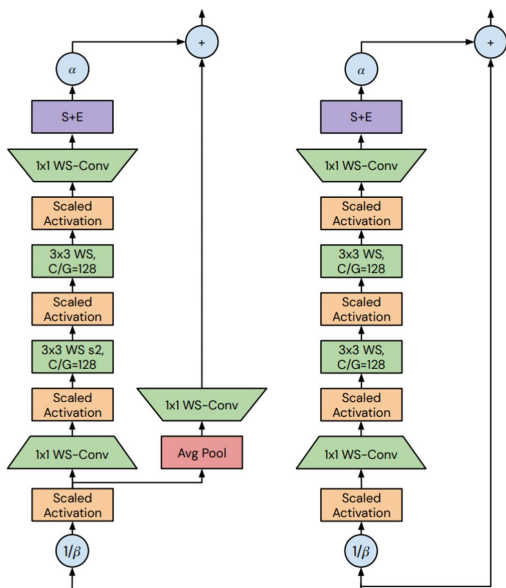 α
+
S+E
1x1 WS-Conv
Scaled
Activation
3x3 WS,
C/G=128
Scaled
Activation
3x3 WS s2,
C/G=128
Scaled
Activation
1x1 WS-Conv
1x1 WS-Conv
Avg Pool
Scaled
Activation
1/β
α
+
S+E
1x1 WS-Conv
Scaled
Activation
3x3 WS,
C/G=128
Scaled
Activation
3x3 WS,
C/G=128
Scaled
Activation
1x1 WS-Conv
Scaled
Activation
1/β